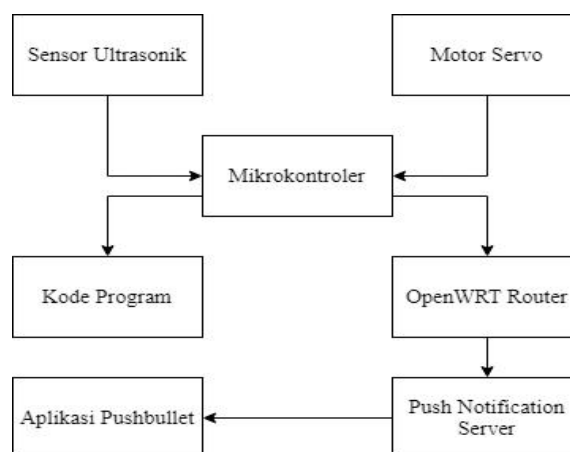 Sensor Ultrasonik
Motor Servo
Mikrokontroler
Kode Program
OpenWRT Router
Aplikasi Pushbullet
Push Notification
Server